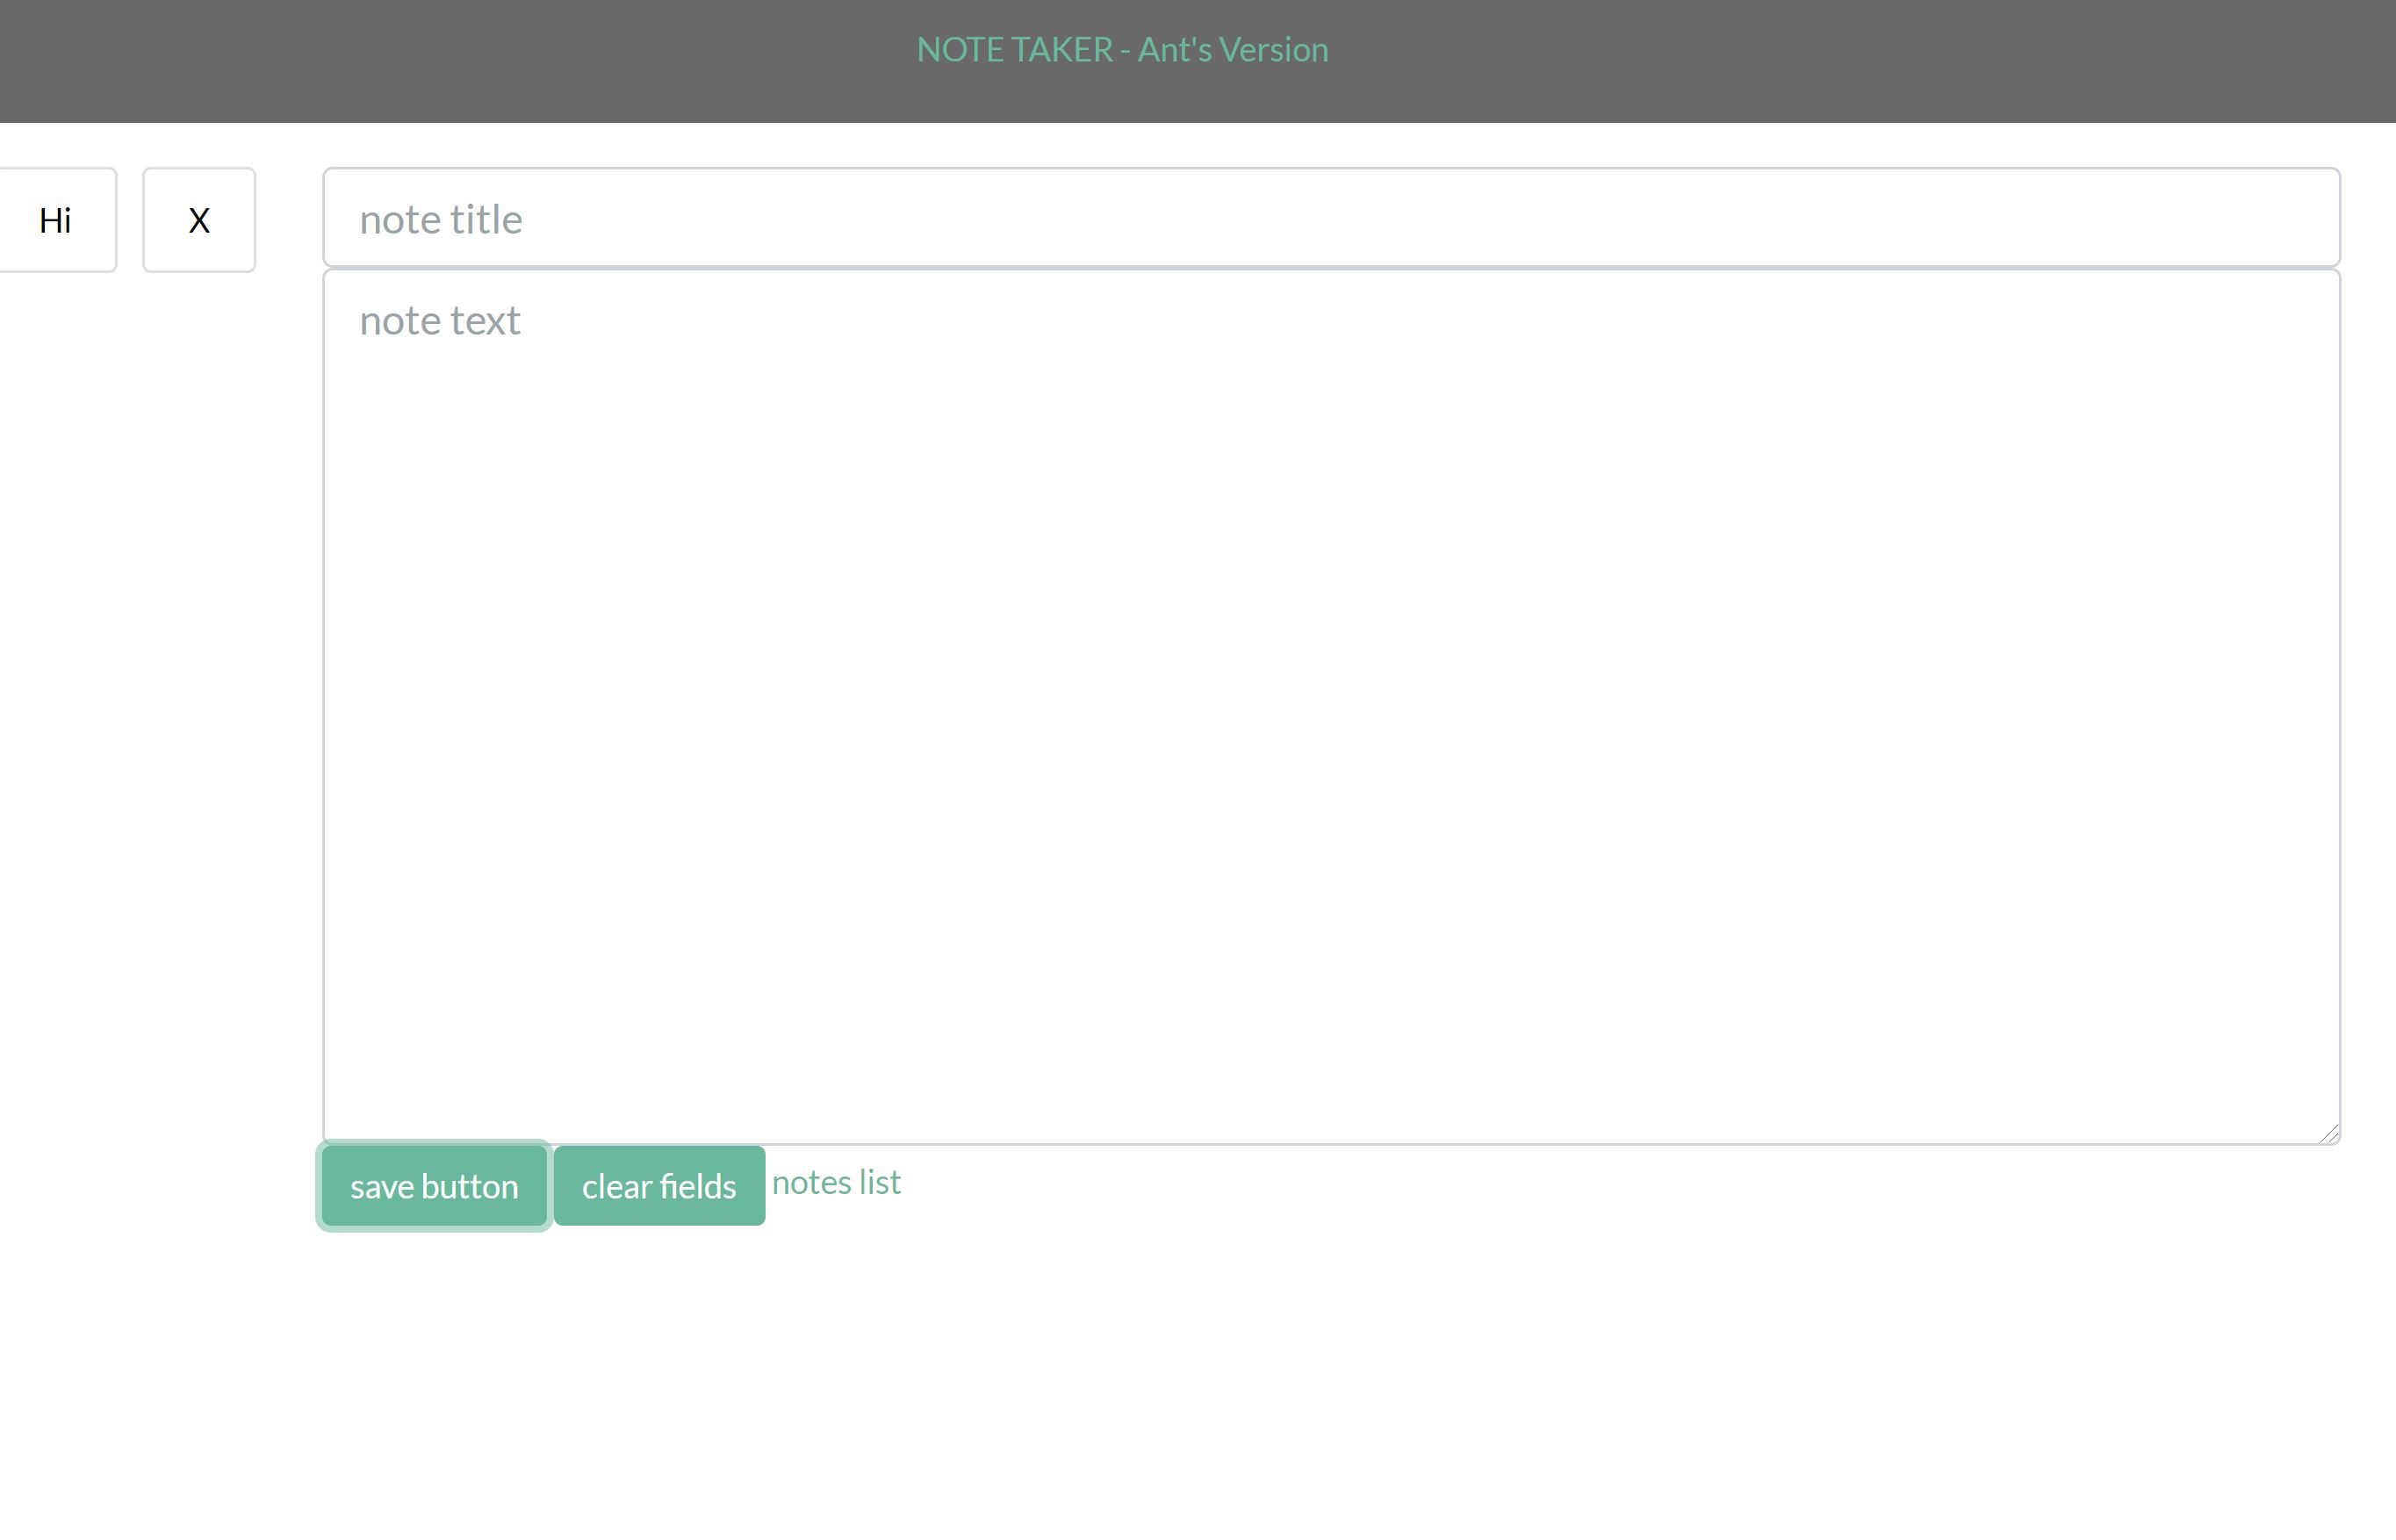 NOTE TAKER - Ant's Version
Hi
X
note title
note text
save button
clear fields
notes list